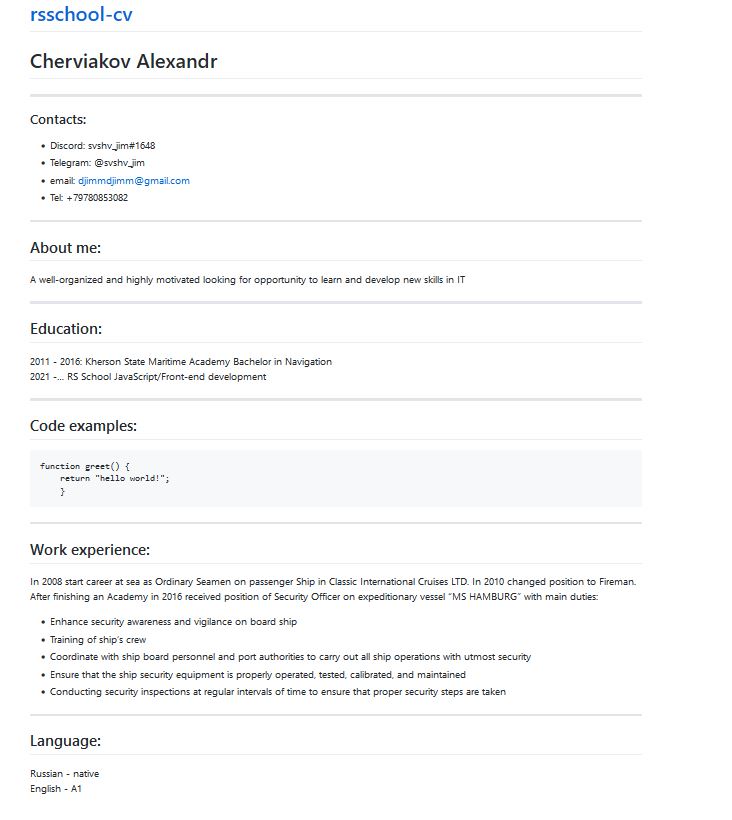 rsschool-cv
Cherviakov Alexandr
Contacts:
• Discord: svshv_jim#1648
• Telegram: @svshv_jim
• email: djimmdjimm@gmail.com
• Tel: +79780853082
About me:
A well-organized and highly motivated looking for opportunity to learn and develop new skills in IT
Education:
2011 - 2016: Kherson State Maritime Academy Bachelor in Navigation
2021 -... RS School JavaScript/Front-end development
Code examples:
function greet() {
    return "hello world!";
    }
Work experience:
In 2008 start career at sea as Ordinary Seamen on passenger Ship in Classic International Cruises LTD. In 2010 changed position to Fireman.
After finishing an Academy in 2016 received position of Security Officer on expeditionary vessel “MS HAMBURG” with main duties:
• Enhance security awareness and vigilance on board ship
• Training of ship’s crew
• Coordinate with ship board personnel and port authorities to carry out all ship operations with utmost security
• Ensure that the ship security equipment is properly operated, tested, calibrated, and maintained
• Conducting security inspections at regular intervals of time to ensure that proper security steps are taken
Language:
Russian - native
English - A1